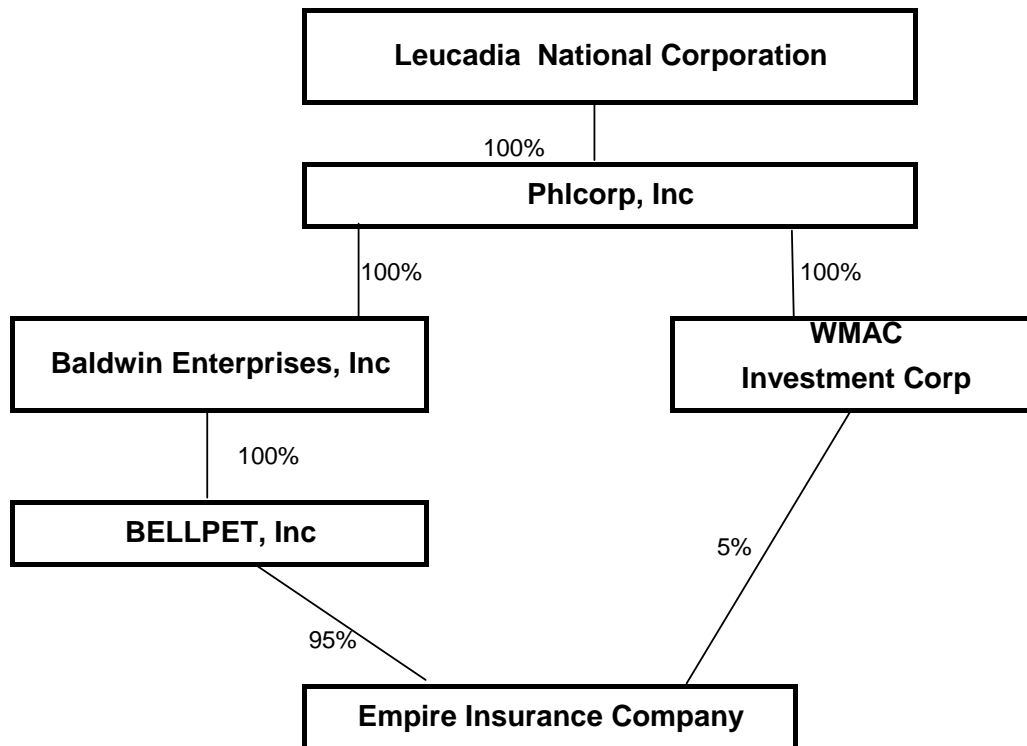 Leucadia National Corporation
100%
Phlcorp, Inc
100%
100%
Baldwin Enterprises, Inc
WMAC
Investment Corp
100%
BELLPET, Inc
5%
95%
Empire Insurance Company